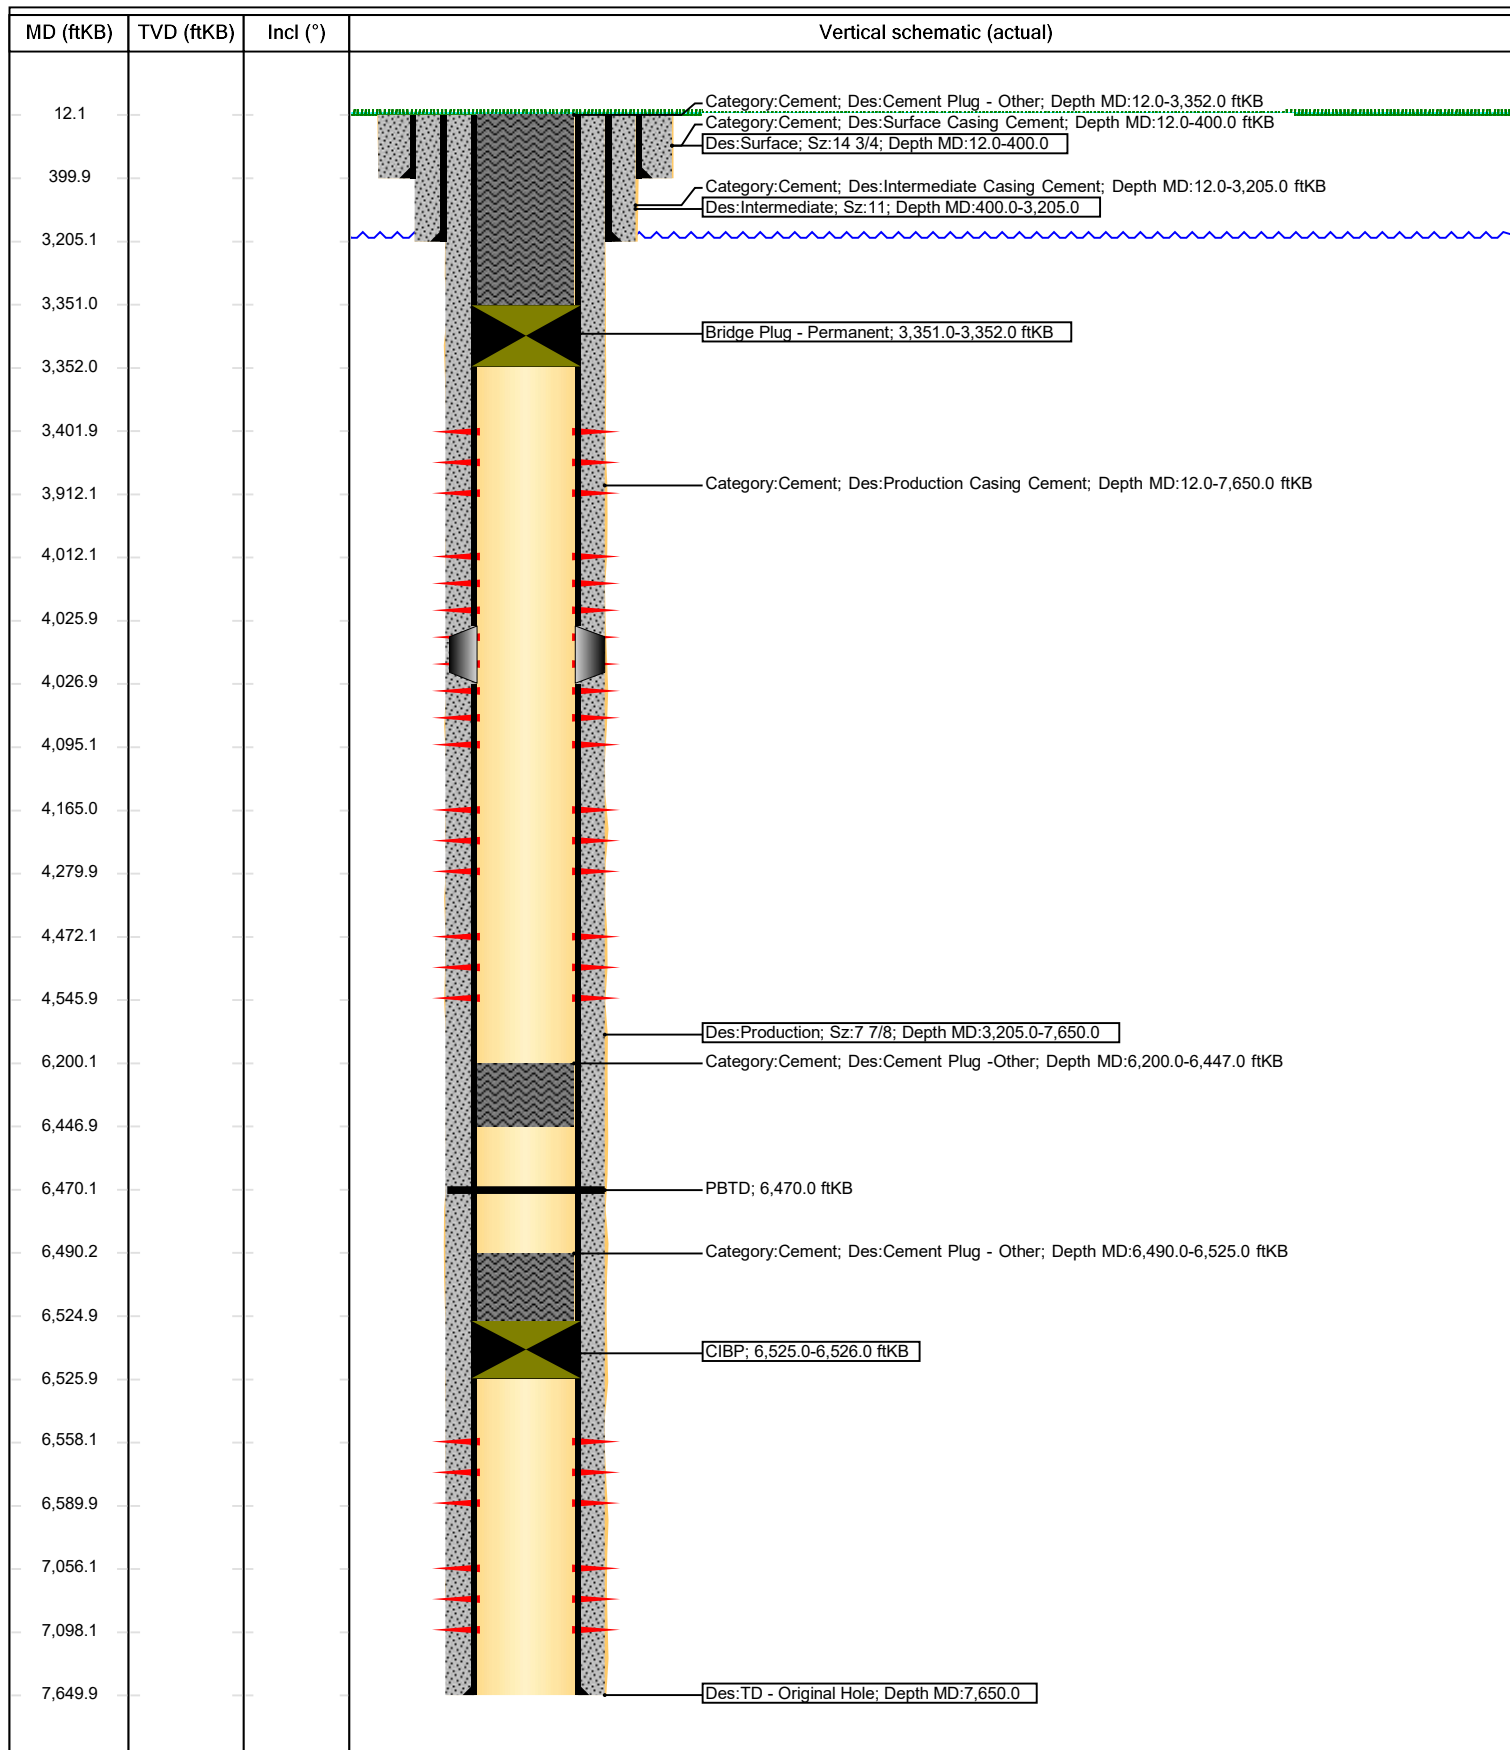 MD (ftKB) TVD (ftKB) Incl (°) Vertical schematic (actual)
Category:Cement; Des:Cement Plug - Other; Depth MD:12.0-3,352.0 ftKB
12.1
Category:Cement; Des:Surface Casing Cement; Depth MD:12.0-400.0 ftKB
Des:Surface; Sz:14 3/4; Depth MD:12.0-400.0
399.9
Category:Cement; Des:Intermediate Casing Cement; Depth MD:12.0-3,205.0 ftKB
Des:Intermediate; Sz:11; Depth MD:400.0-3,205.0
3,205.1
3,351.0
Bridge Plug - Permanent; 3,351.0-3,352.0 ftKB
3,352.0
3,401.9
Category:Cement; Des:Production Casing Cement; Depth MD:12.0-7,650.0 ftKB
3,912.1
4,012.1
4,025.9
4,026.9
4,095.1
4,165.0
4,279.9
4,472.1
4,545.9
Des:Production; Sz:7 7/8; Depth MD:3,205.0-7,650.0
6,200.1
Category:Cement; Des:Cement Plug -Other; Depth MD:6,200.0-6,447.0 ftKB
6,446.9
6,470.1
PBTD; 6,470.0 ftKB
6,490.2
Category:Cement; Des:Cement Plug - Other; Depth MD:6,490.0-6,525.0 ftKB
6,524.9
CIBP; 6,525.0-6,526.0 ftKB
6,525.9
6,558.1
6,589.9
7,056.1
7,098.1
7,649.9
Des:TD - Original Hole; Depth MD:7,650.0